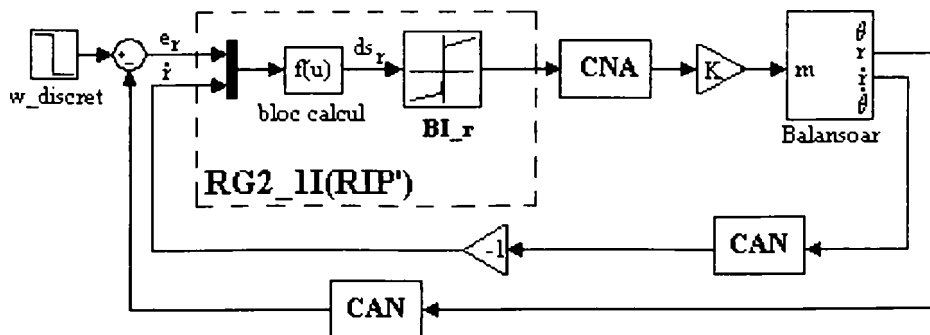 w_discret
+
-
e_r
ṙ
f(u)
bloc calcul
ds_r
BI_r
RG2_1I(RIP')
CNA
K
m
θ
r
ṙ
θ̇
Balansoar
-1
CAN
CAN